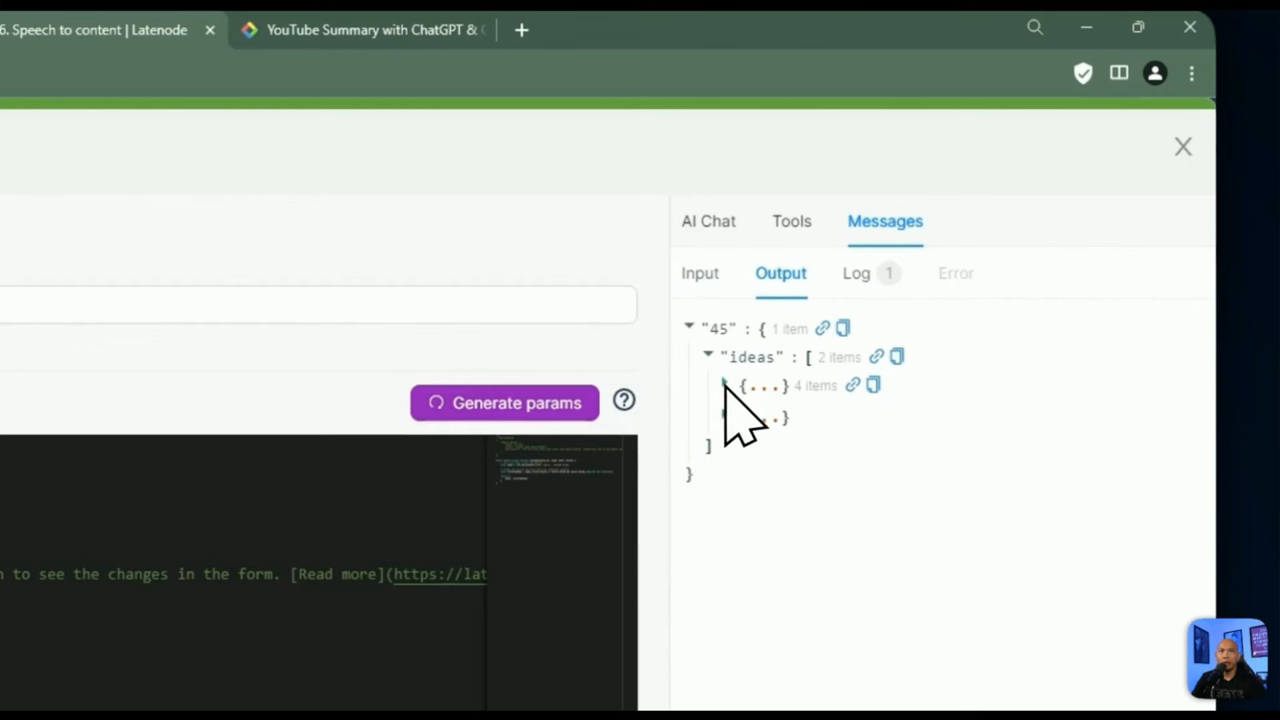 6. Speech to content | Latenode
YouTube Summary with ChatGPT &
AI Chat
Tools
Messages
Input
Output
Log 1
Error
"45" : { 1 item
"ideas" : [ 2 items
{...} 4 items
..}
]
}
Generate params
to see the changes in the form. [Read more](https://lat